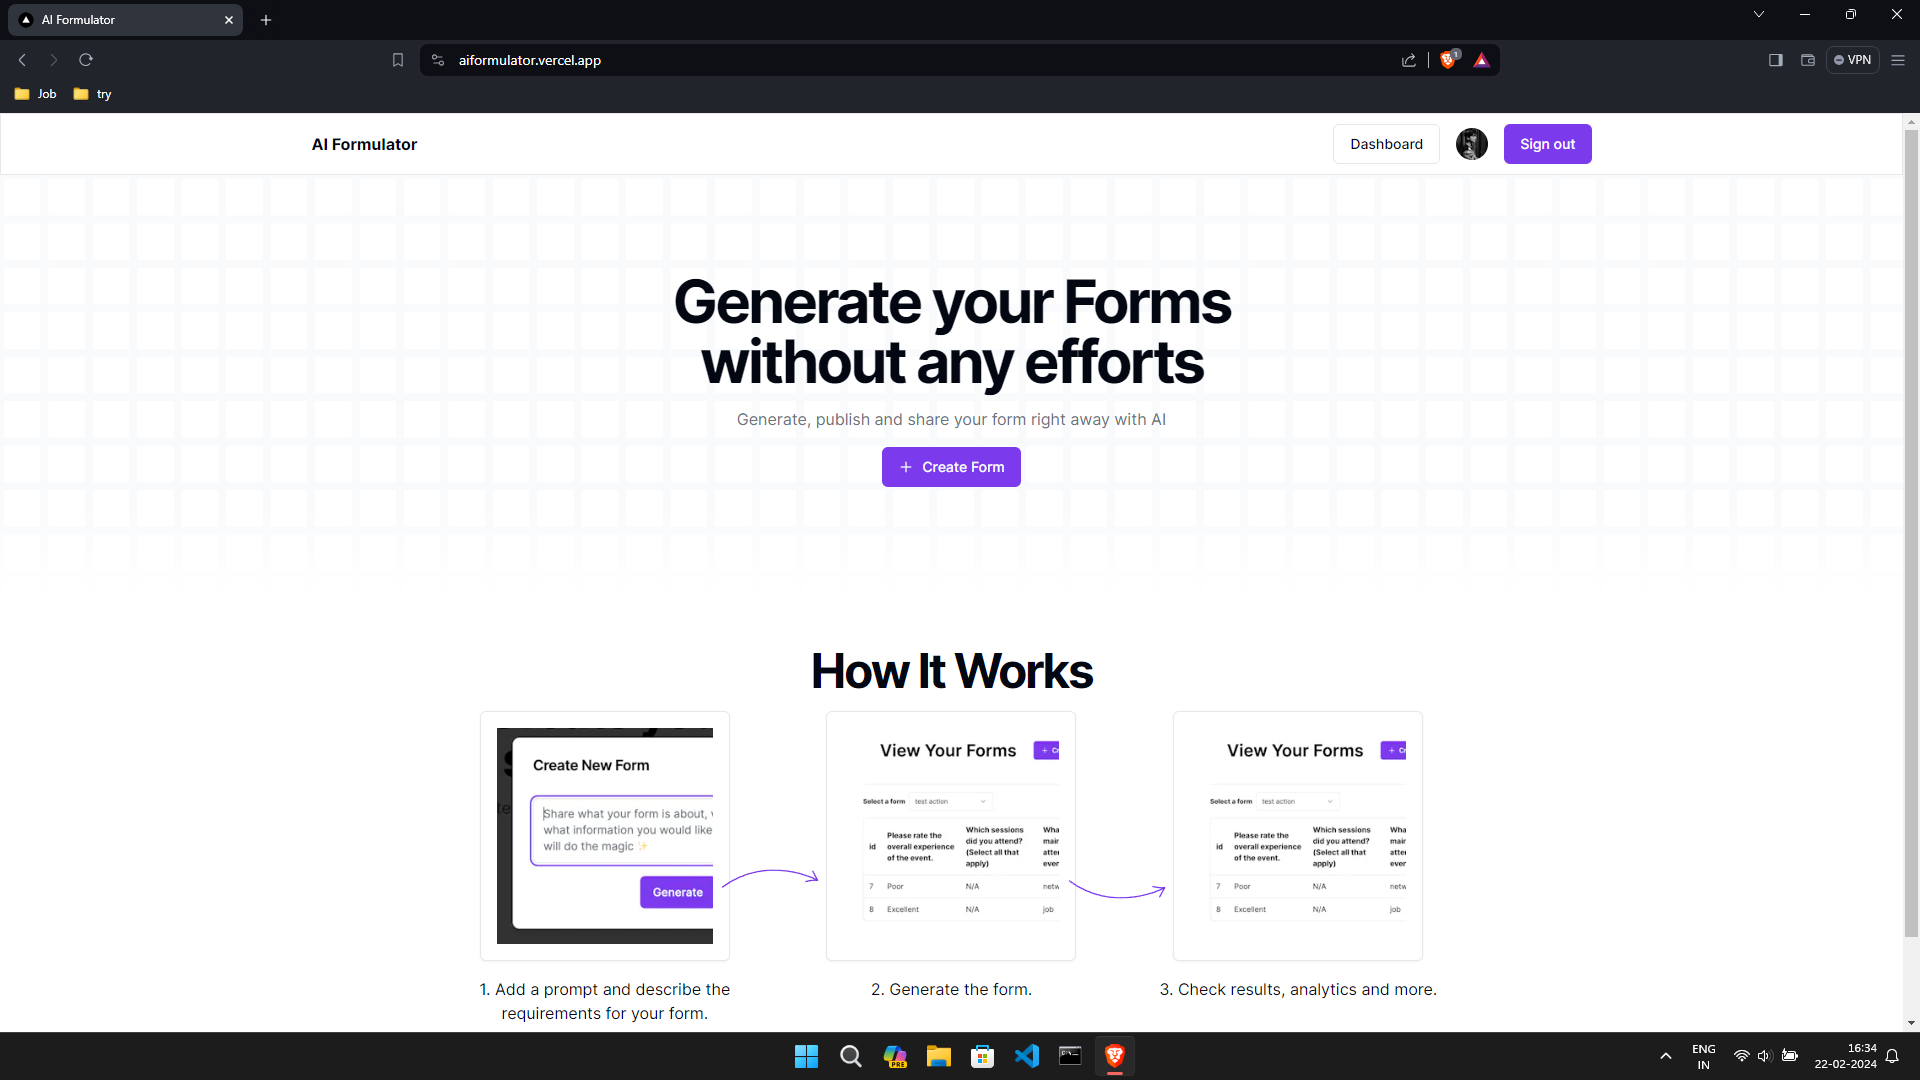 AI Formulator
aiformulator.vercel.app
1
VPN
Job
try
AI Formulator
Dashboard
Sign out
Generate your Forms
without any efforts
Generate, publish and share your form right away with AI
+ Create Form
How It Works
Create New Form
Share what your form is about,
what information you would like
will do the magic ✨
Generate
View Your Forms
+ Cr
Select a form
test action
id
Please rate the
overall experience
of the event.
Which sessions
did you attend?
(Select all that
apply)
Wha
mair
atter
ever
7
Poor
N/A
netw
8
Excellent
N/A
job
View Your Forms
+ Cr
Select a form
test action
id
Please rate the
overall experience
of the event.
Which sessions
did you attend?
(Select all that
apply)
Wha
mair
atter
ever
7
Poor
N/A
netw
8
Excellent
N/A
job
1. Add a prompt and describe the
requirements for your form.
2. Generate the form.
3. Check results, analytics and more.
PRE
ENG
IN
16:34
22-02-2024